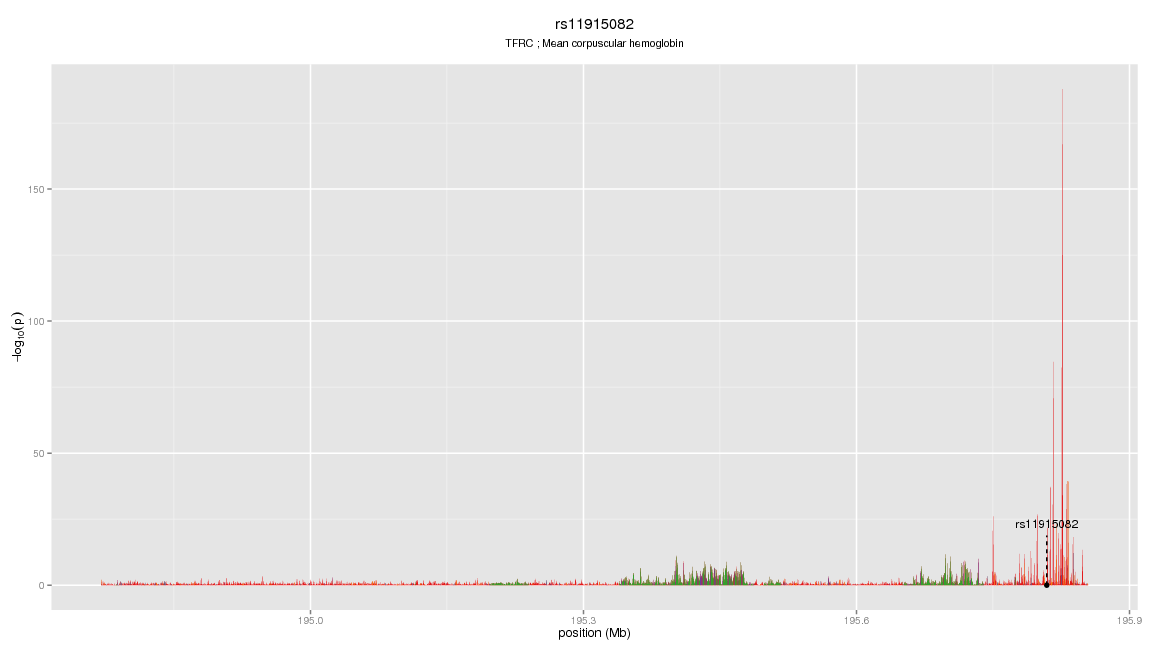 rs11915082
TFRC ; Mean corpuscular hemoglobin
150
100
50
0
−log10(p)
rs11915082
195.0
195.3
195.6
195.9
position (Mb)